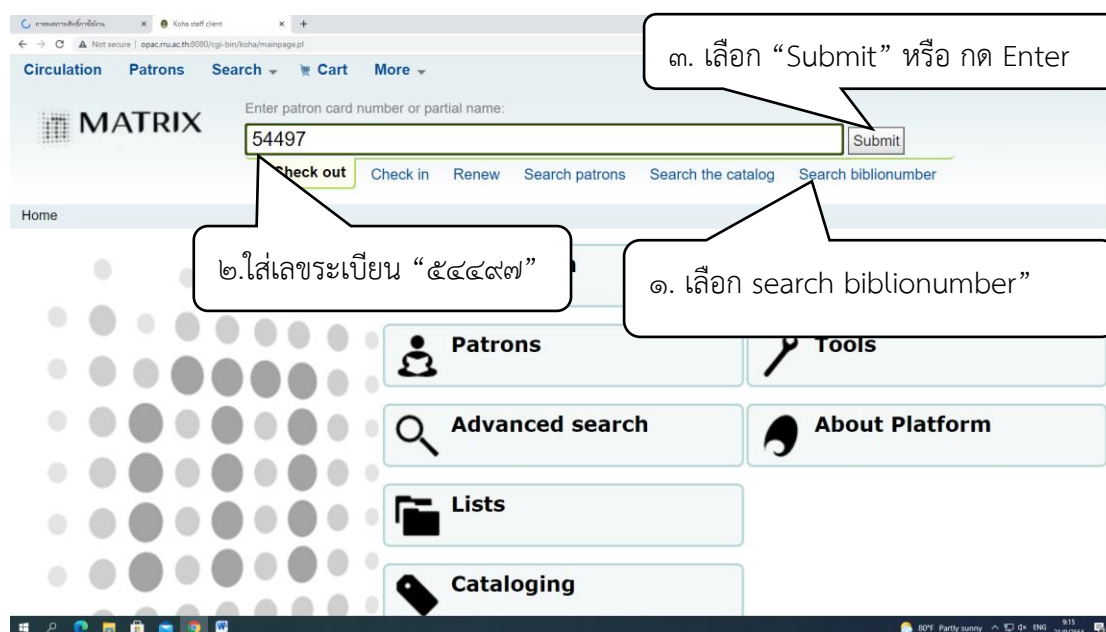 Koha staff client
Not secure | opac.rru.ac.th:8080/cgi-bin/koha/mainpage.pl
Circulation Patrons Search Cart More
๓. เลือก “Submit” หรือ กด Enter
MATRIX
Enter patron card number or partial name:
54497 Submit
Check out Check in Renew Search patrons Search the catalog Search biblionumber
Home
๒.ใส่เลขระเบียน “๕๔๔๙๗”
๑. เลือก search biblionumber”
Patrons Tools
Advanced search About Platform
Lists
Cataloging
80°F Partly sunny ENG 9:15